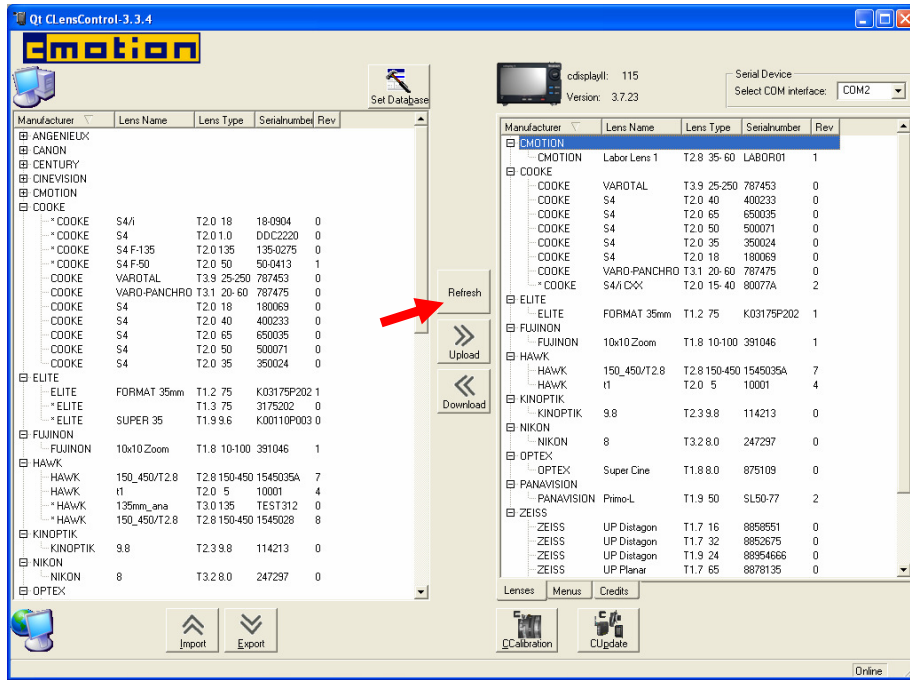 Qt CLensControl-3.3.4
cmotion
Set Database
cdisplayII: 115
Version: 3.7.23
Serial Device
Select COM interface: COM2
Manufacturer Lens Name Lens Type Serialnumber Rev
ANGENIEUX
CANON
CENTURY
CINEVISION
CMOTION
COOKE
* COOKE S4/i T2.0 18 18-0904 0
* COOKE S4 T2.0 1.0 DDC2220 0
* COOKE S4 F-135 T2.0 135 135-0275 0
* COOKE S4 F-50 T2.0 50 50-0413 1
COOKE VAROTAL T3.9 25-250 787453 0
COOKE VARO-PANCHRO T3.1 20- 60 787475 0
COOKE S4 T2.0 18 180069 0
COOKE S4 T2.0 40 400233 0
COOKE S4 T2.0 65 650035 0
COOKE S4 T2.0 50 500071 0
COOKE S4 T2.0 35 350024 0
ELITE
ELITE FORMAT 35mm T1.2 75 K03175P202 1
* ELITE T1.3 75 3175202 0
* ELITE SUPER 35 T1.9 9.6 K00110P003 0
FUJINON
FUJINON 10x10 Zoom T1.8 10-100 391046 1
HAWK
HAWK 150_450/T2.8 T2.8 150-450 1545035A 7
HAWK t1 T2.0 5 10001 4
* HAWK 135mm_ana T3.0 135 TEST312 0
* HAWK 150_450/T2.8 T2.8 150-450 1545028 8
KINOPTIK
KINOPTIK 9.8 T2.3 9.8 114213 0
NIKON
NIKON 8 T3.2 8.0 247297 0
OPTEX
Refresh
Upload
Download
Manufacturer Lens Name Lens Type Serialnumber Rev
CMOTION
CMOTION Labor Lens 1 T2.8 35- 60 LABOR01 1
COOKE
COOKE VAROTAL T3.9 25-250 787453 0
COOKE S4 T2.0 40 400233 0
COOKE S4 T2.0 65 650035 0
COOKE S4 T2.0 50 500071 0
COOKE S4 T2.0 35 350024 0
COOKE S4 T2.0 18 180069 0
COOKE VARO-PANCHRO T3.1 20- 60 787475 0
* COOKE S4/i CXX T2.0 15- 40 80077A 2
ELITE
ELITE FORMAT 35mm T1.2 75 K03175P202 1
FUJINON
FUJINON 10x10 Zoom T1.8 10-100 391046 1
HAWK
HAWK 150_450/T2.8 T2.8 150-450 1545035A 7
HAWK t1 T2.0 5 10001 4
KINOPTIK
KINOPTIK 9.8 T2.3 9.8 114213 0
NIKON
NIKON 8 T3.2 8.0 247297 0
OPTEX
OPTEX Super Cine T1.8 8.0 875109 0
PANAVISION
PANAVISION Primo-L T1.9 50 SL50-77 2
ZEISS
ZEISS UP Distagon T1.7 16 8858551 0
ZEISS UP Distagon T1.7 32 8852675 0
ZEISS UP Distagon T1.9 24 88954666 0
ZEISS UP Planar T1.7 65 8878135 0
Lenses Menus Credits
Import Export
CCalibration CUpdate
Online